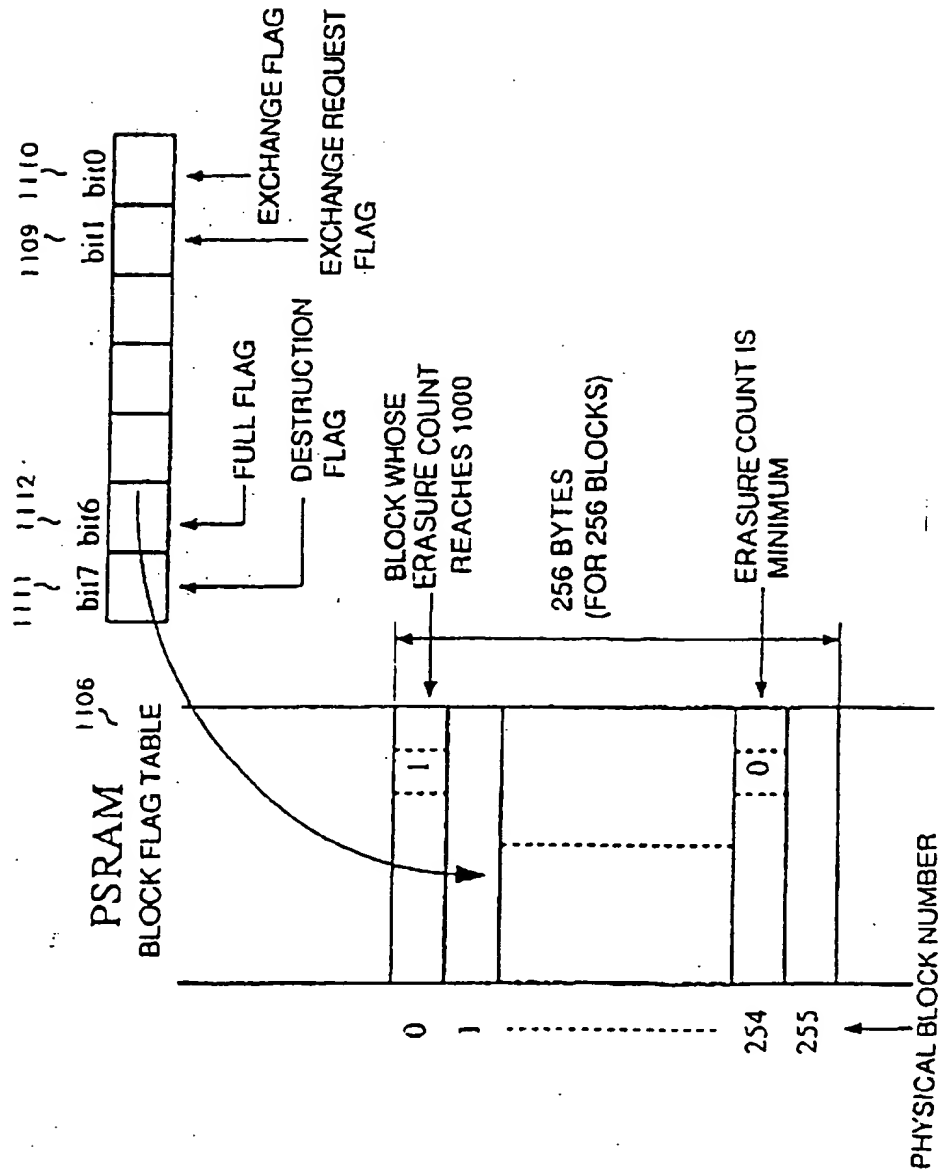 PSRAM
BLOCK FLAG TABLE
1106
1111
1112
1109
1110
bit7
bit6
bit1
bit0
FULL FLAG
DESTRUCTION
FLAG
EXCHANGE FLAG
EXCHANGE REQUEST
FLAG
0
1
1
BLOCK WHOSE
ERASURE COUNT
REACHES 1000
256 BYTES
(FOR 256 BLOCKS)
254
0
ERASURE COUNT IS
MINIMUM
255
PHYSICAL BLOCK NUMBER